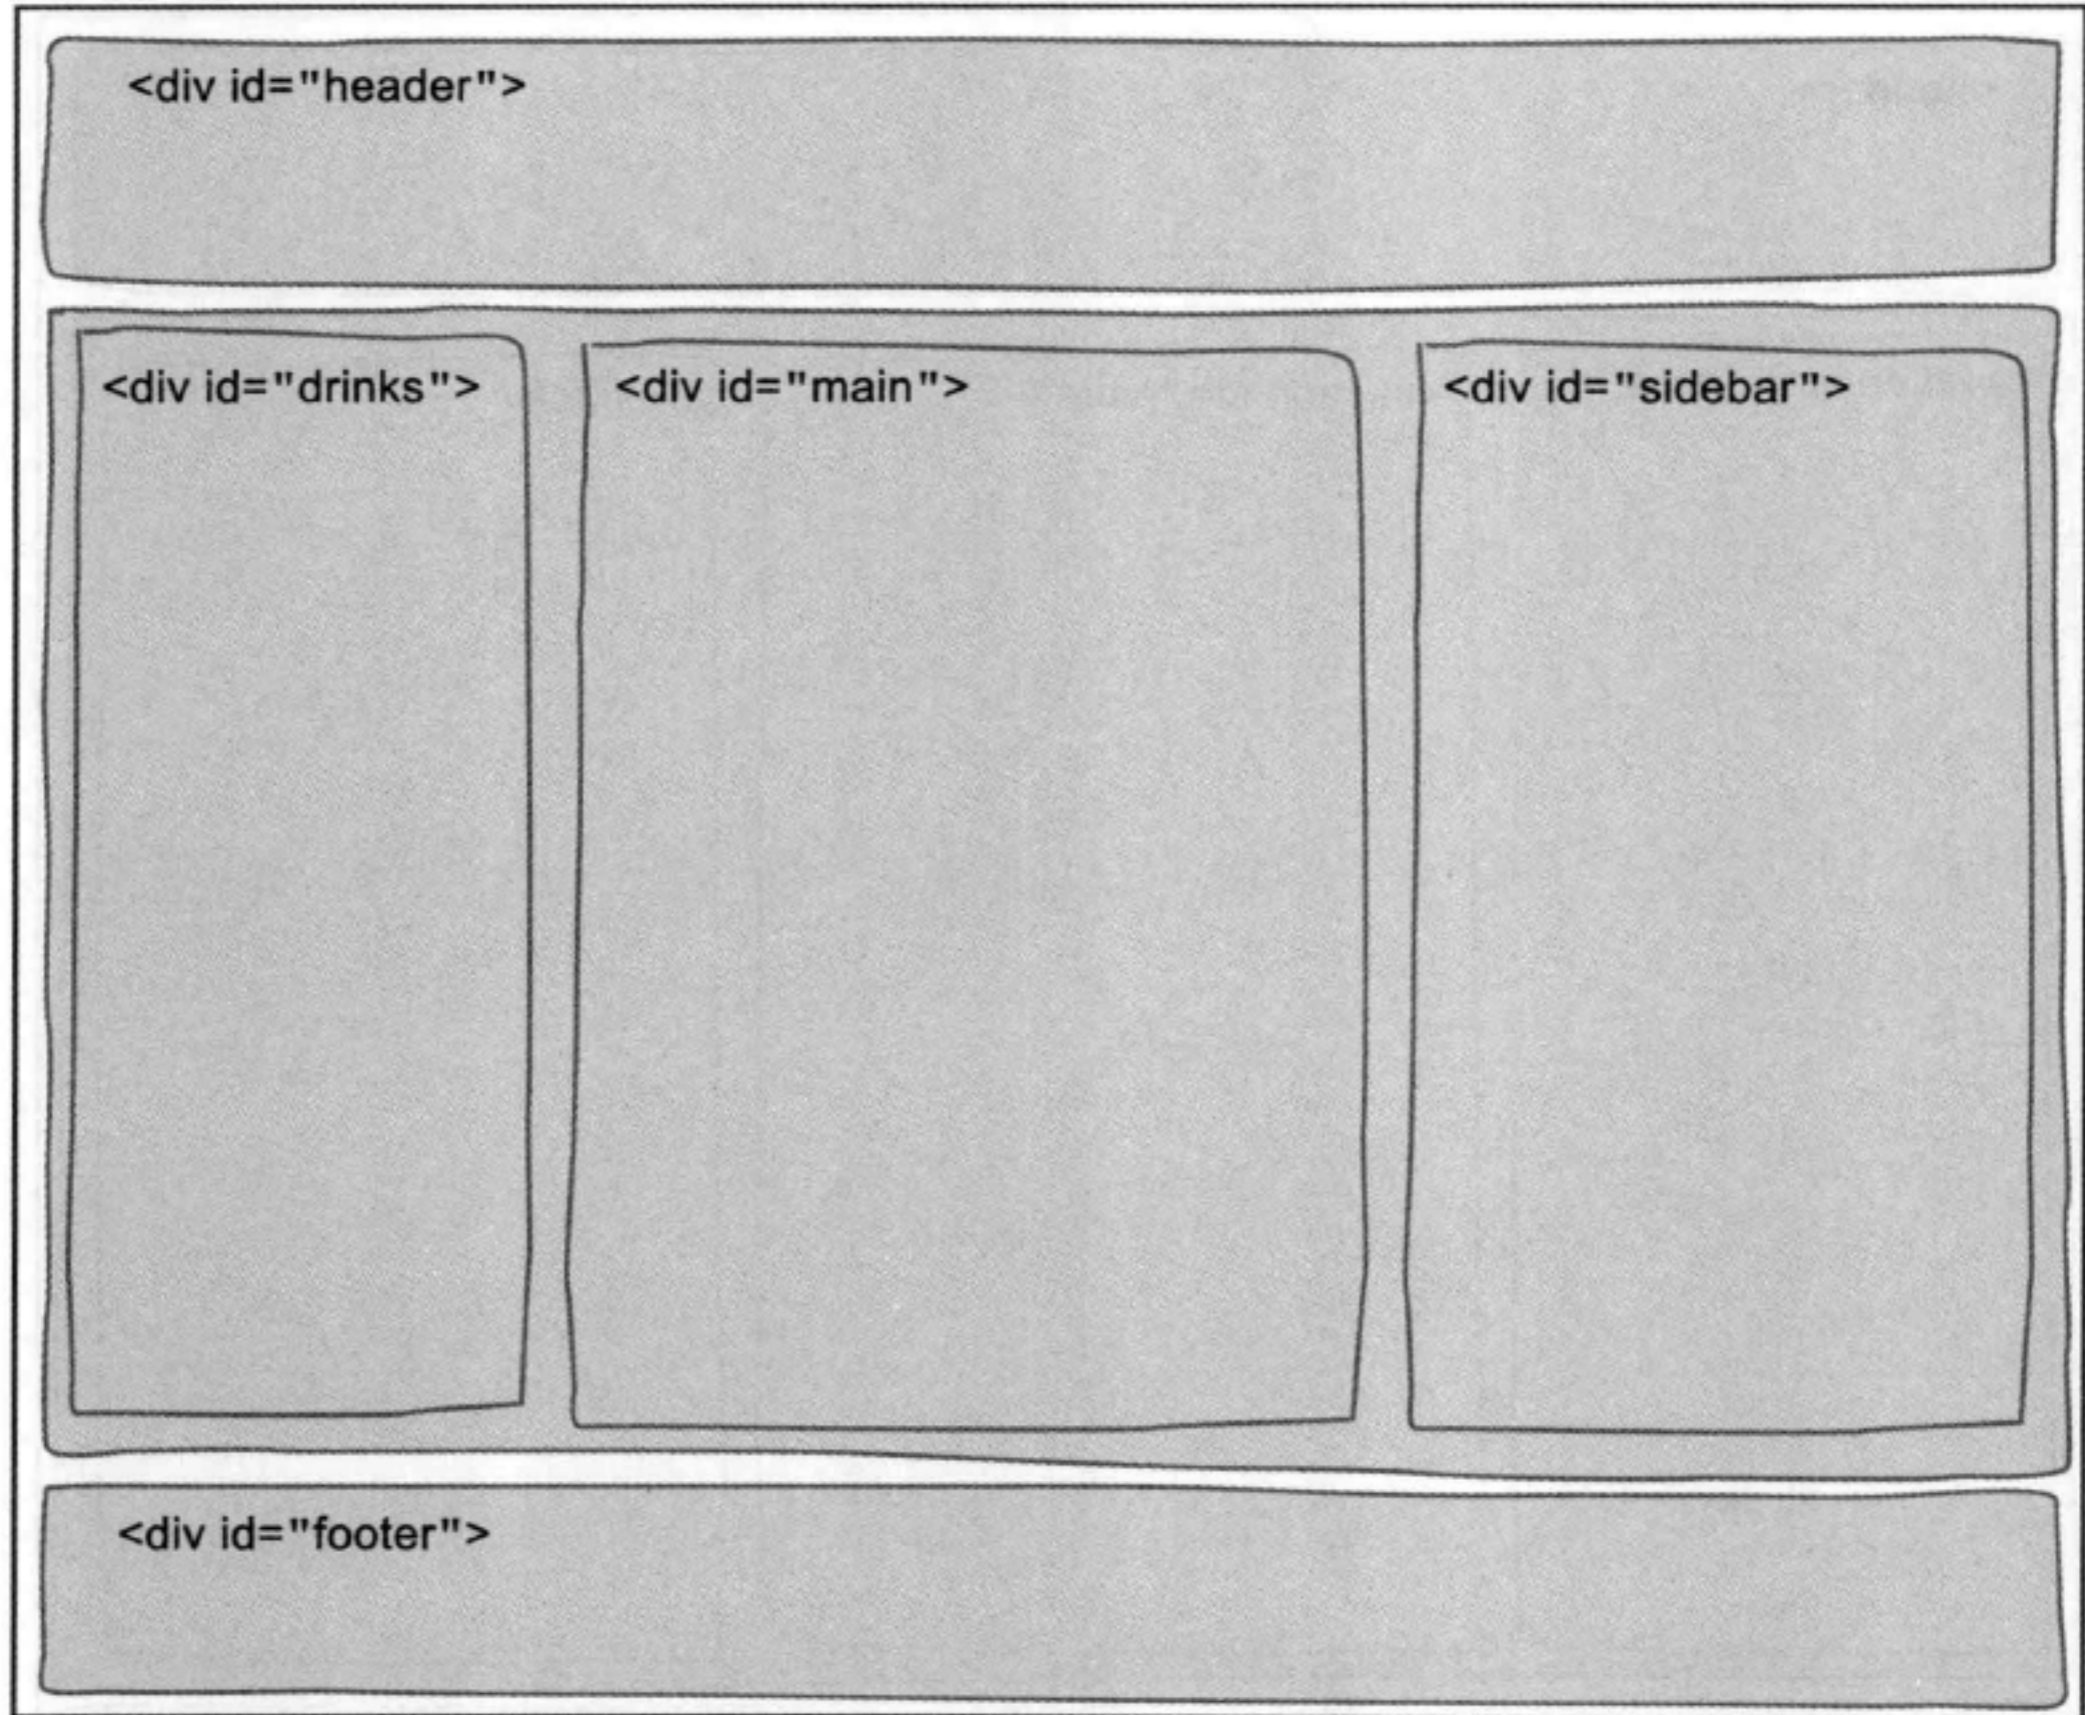 <div id="header">
<div id="drinks">
<div id="main">
<div id="sidebar">
<div id="footer">